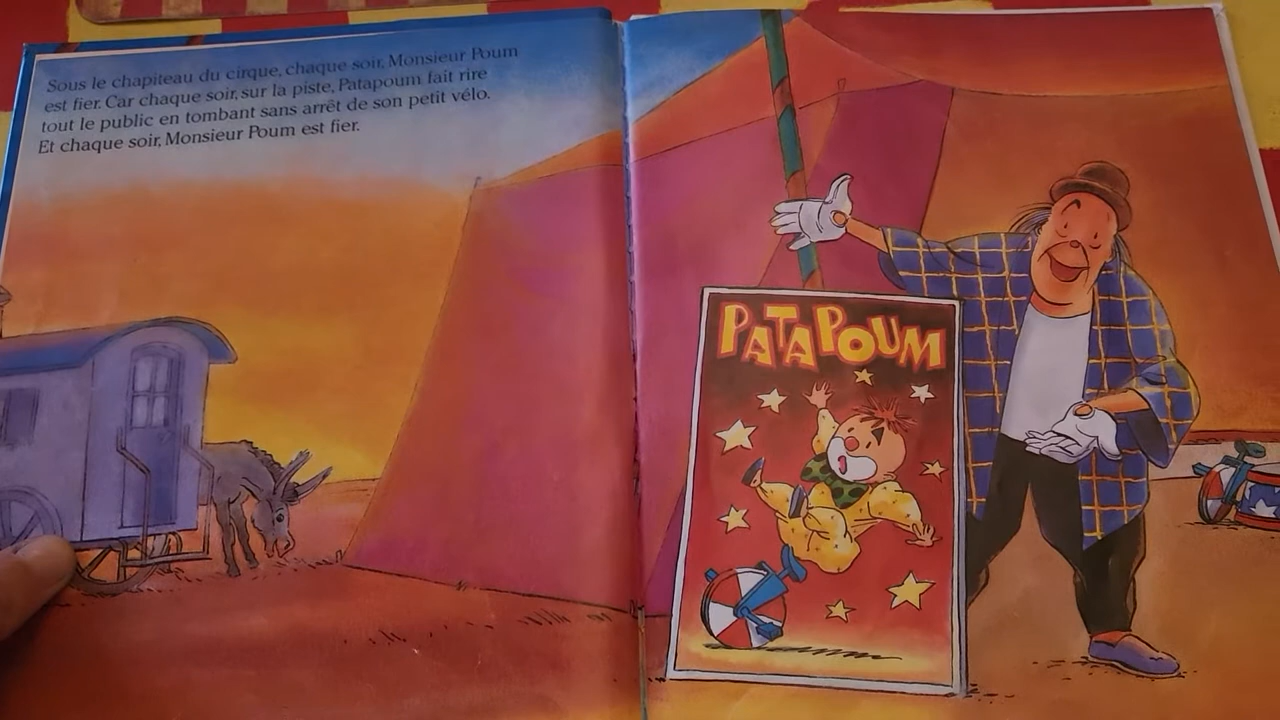 Sous le chapiteau du cirque, chaque soir, Monsieur Poum
est fier. Car chaque soir, sur la piste, Patapoum fait rire
tout le public en tombant sans arrêt de son petit vélo.
Et chaque soir, Monsieur Poum est fier.
PATAPOUM